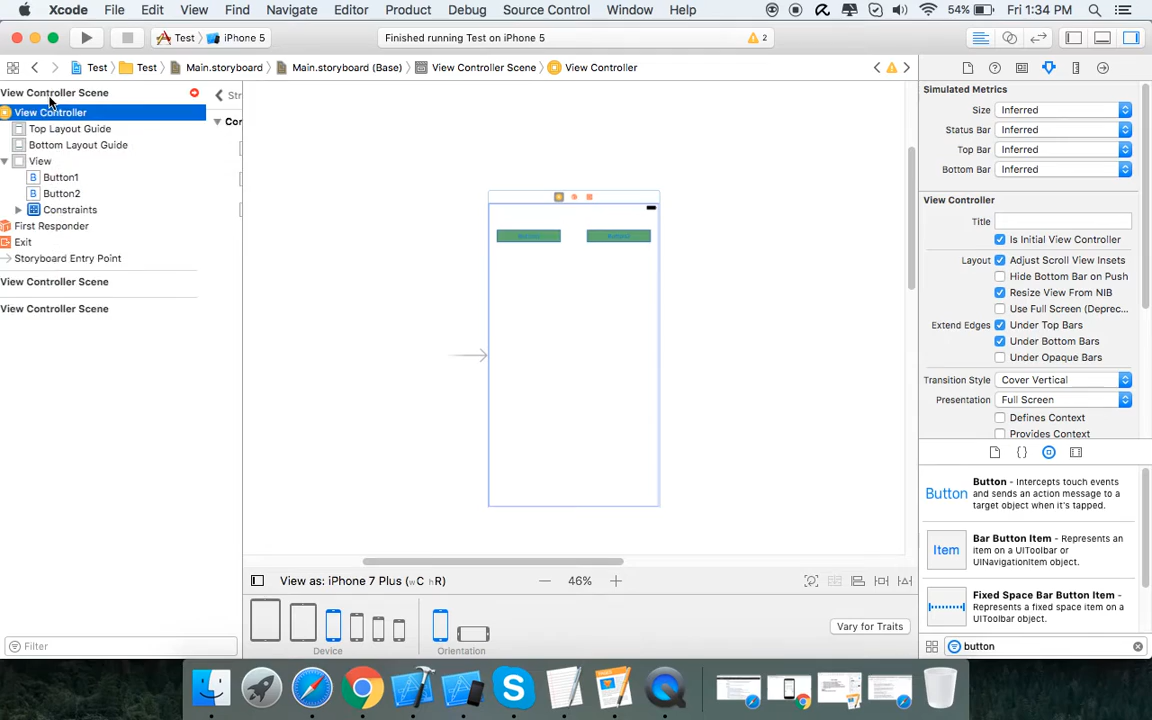 Xcode File Edit View Find Navigate Editor Product Debug Source Control Window Help 54% Fri 1:34 PM
Test iPhone 5 Finished running Test on iPhone 5 2
Test Test Main.storyboard Main.storyboard (Base) View Controller Scene View Controller
View Controller Scene
View Controller
Top Layout Guide
Bottom Layout Guide
View
B Button1
B Button2
Constraints
First Responder
Exit
Storyboard Entry Point
View Controller Scene
View Controller Scene
Filter
Str
Cor
View as: iPhone 7 Plus (wC hR) 46%
Device
Orientation
Vary for Traits
Simulated Metrics
Size Inferred
Status Bar Inferred
Top Bar Inferred
Bottom Bar Inferred
View Controller
Title
Is Initial View Controller
Layout Adjust Scroll View Insets
Hide Bottom Bar on Push
Resize View From NIB
Use Full Screen (Deprec...
Extend Edges Under Top Bars
Under Bottom Bars
Under Opaque Bars
Transition Style Cover Vertical
Presentation Full Screen
Defines Context
Provides Context
Button Button - Intercepts touch events
and sends an action message to a
target object when it's tapped.
Item Bar Button Item - Represents an
item on a UIToolbar or
UINavigationItem object.
Fixed Space Bar Button Item -
Represents a fixed space item on a
UIToolbar object.
button